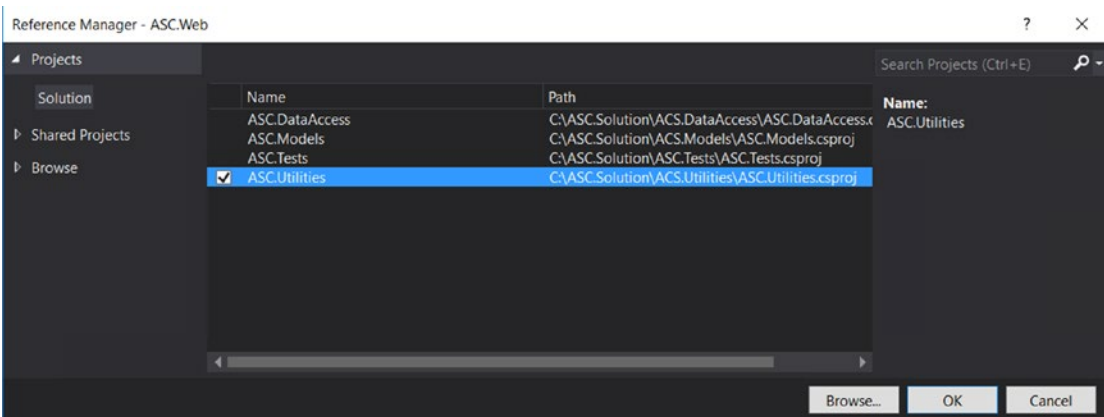 Reference Manager - ASC.Web ? ×
Projects
Search Projects (Ctrl+E)
Solution
Shared Projects
Browse
Name Path
ASC.DataAccess C:\ASC.Solution\ACS.DataAccess\ASC.DataAccess.c
ASC.Models C:\ASC.Solution\ACS.Models\ASC.Models.csproj
ASC.Tests C:\ASC.Solution\ASC.Tests\ASC.Tests.csproj
ASC.Utilities C:\ASC.Solution\ACS.Utilities\ASC.Utilities.csproj
Name:
ASC.Utilities
Browse... OK Cancel